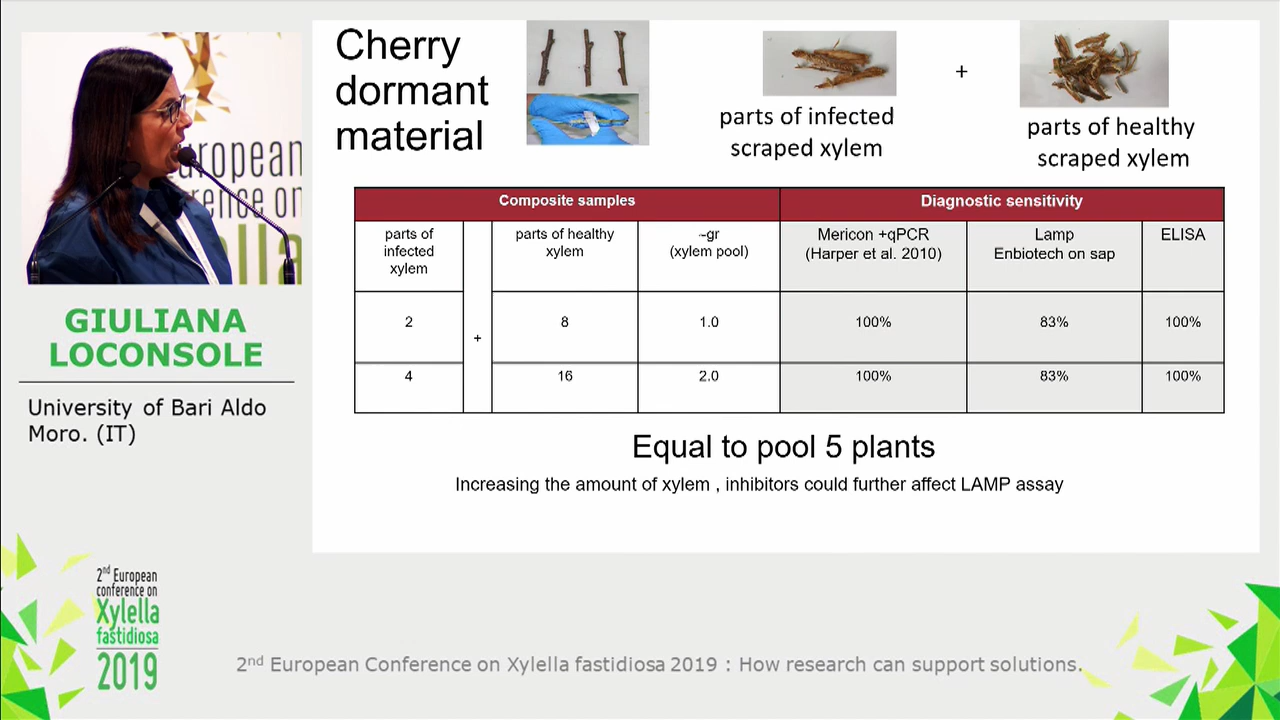 uropean
rence on
lla
GIULIANA
LOCONSOLE
University of Bari Aldo
Moro. (IT)
Cherry
dormant
material
parts of infected
scraped xylem
+
parts of healthy
scraped xylem
Composite samples
Diagnostic sensitivity
parts of
infected
xylem
+
parts of healthy
xylem
~gr
(xylem pool)
Mericon +qPCR
(Harper et al. 2010)
Lamp
Enbiotech on sap
ELISA
2
8
1.0
100%
83%
100%
4
16
2.0
100%
83%
100%
Equal to pool 5 plants
Increasing the amount of xylem , inhibitors could further affect LAMP assay
2nd European
conference on
Xylella
fastidiosa
2019
2nd European Conference on Xylella fastidiosa 2019 : How research can support solutions.